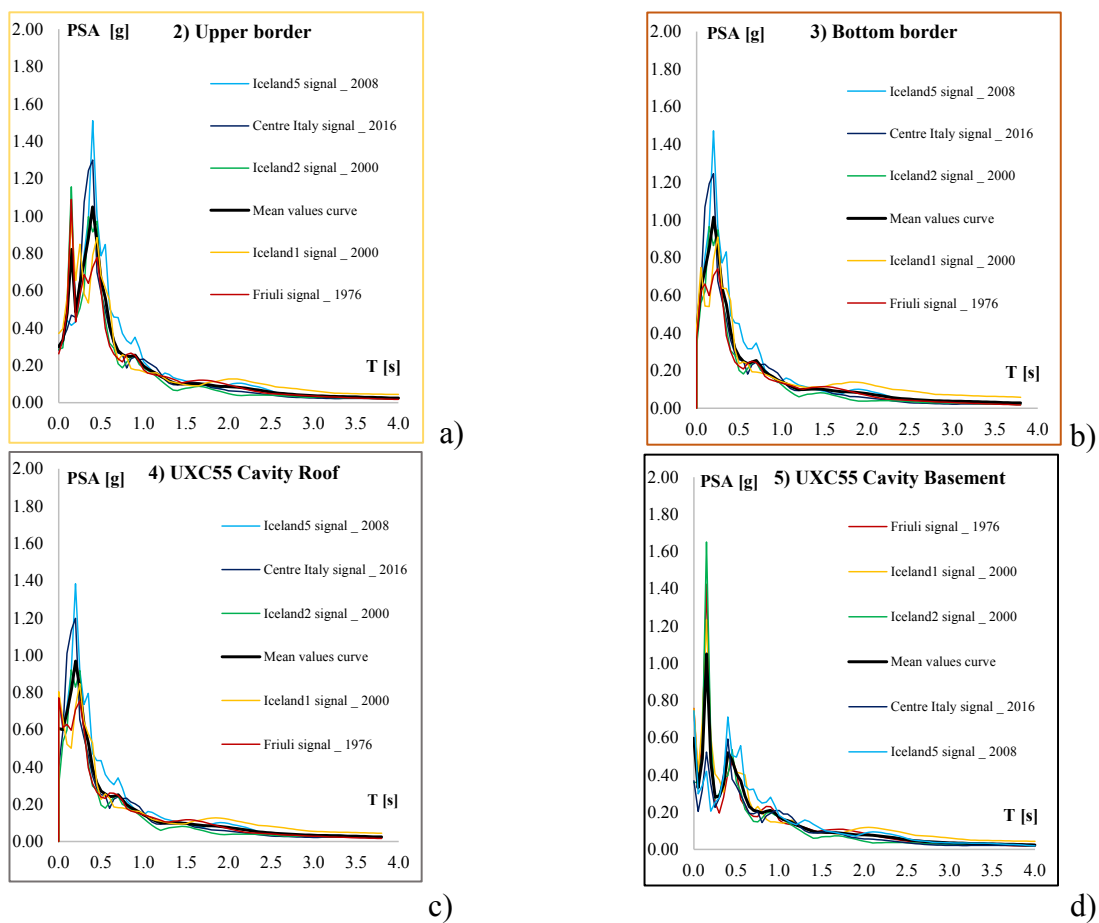 PSA [g]
2) Upper border
2.00
1.80
1.60
1.40
1.20
1.00
0.80
0.60
0.40
0.20
0.00
Iceland5 signal _ 2008
Centre Italy signal _ 2016
Iceland2 signal _ 2000
Mean values curve
Iceland1 signal _ 2000
Friuli signal _ 1976
T [s]
0.0 0.5 1.0 1.5 2.0 2.5 3.0 3.5 4.0
a)
PSA [g]
3) Bottom border
2.00
1.80
1.60
1.40
1.20
1.00
0.80
0.60
0.40
0.20
0.00
Iceland5 signal _ 2008
Centre Italy signal _ 2016
Iceland2 signal _ 2000
Mean values curve
Iceland1 signal _ 2000
Friuli signal _ 1976
T [s]
0.0 0.5 1.0 1.5 2.0 2.5 3.0 3.5 4.0
b)
PSA [g]
4) UXC55 Cavity Roof
2.00
1.80
1.60
1.40
1.20
1.00
0.80
0.60
0.40
0.20
0.00
Iceland5 signal _ 2008
Centre Italy signal _ 2016
Iceland2 signal _ 2000
Mean values curve
Iceland1 signal _ 2000
Friuli signal _ 1976
T [s]
0.0 0.5 1.0 1.5 2.0 2.5 3.0 3.5 4.0
c)
PSA [g]
5) UXC55 Cavity Basement
2.00
1.80
1.60
1.40
1.20
1.00
0.80
0.60
0.40
0.20
0.00
Friuli signal _ 1976
Iceland1 signal _ 2000
Iceland2 signal _ 2000
Mean values curve
Centre Italy signal _ 2016
Iceland5 signal _ 2008
T [s]
0.0 0.5 1.0 1.5 2.0 2.5 3.0 3.5 4.0
d)